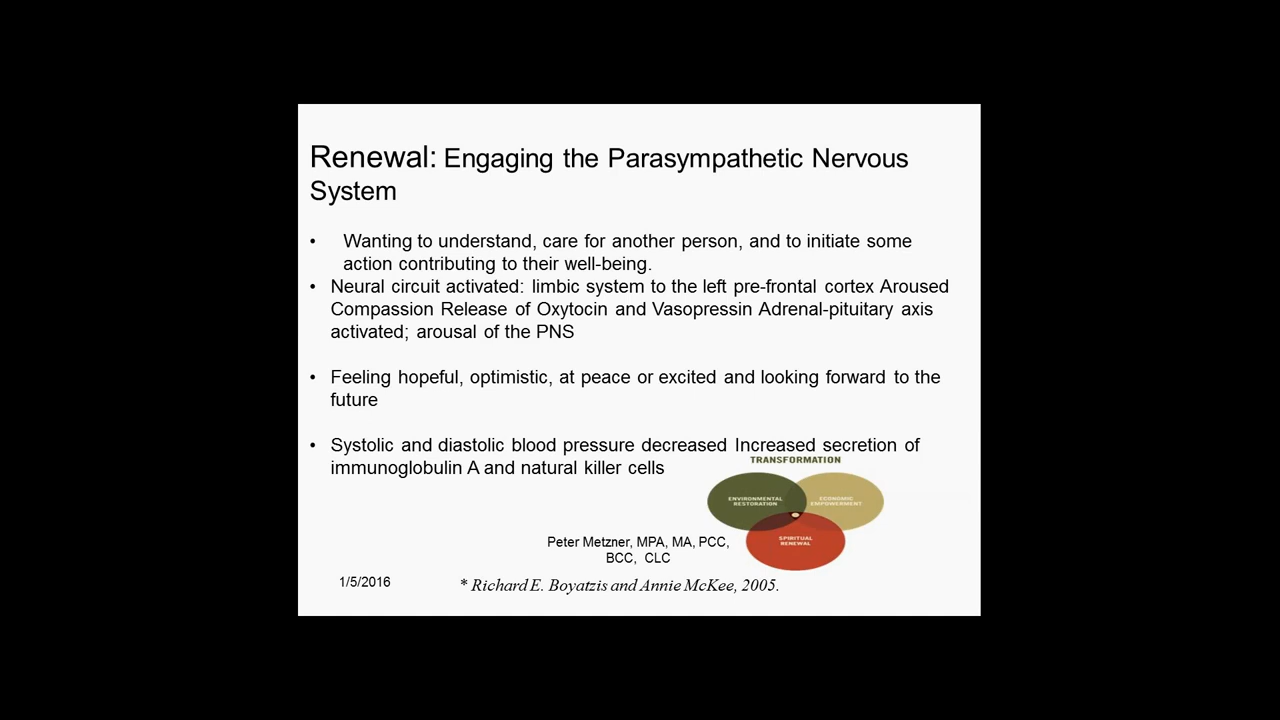 Renewal: Engaging the Parasympathetic Nervous
System
• Wanting to understand, care for another person, and to initiate some
action contributing to their well-being.
• Neural circuit activated: limbic system to the left pre-frontal cortex Aroused
Compassion Release of Oxytocin and Vasopressin Adrenal-pituitary axis
activated; arousal of the PNS
• Feeling hopeful, optimistic, at peace or excited and looking forward to the
future
• Systolic and diastolic blood pressure decreased Increased secretion of
immunoglobulin A and natural killer cells
TRANSFORMATION
ENVIRONMENTAL
RESTORATION
ECONOMIC
EMPOWERMENT
SPIRITUAL
RENEWAL
Peter Metzner, MPA, MA, PCC,
BCC, CLC
1/5/2016
* Richard E. Boyatzis and Annie McKee, 2005.